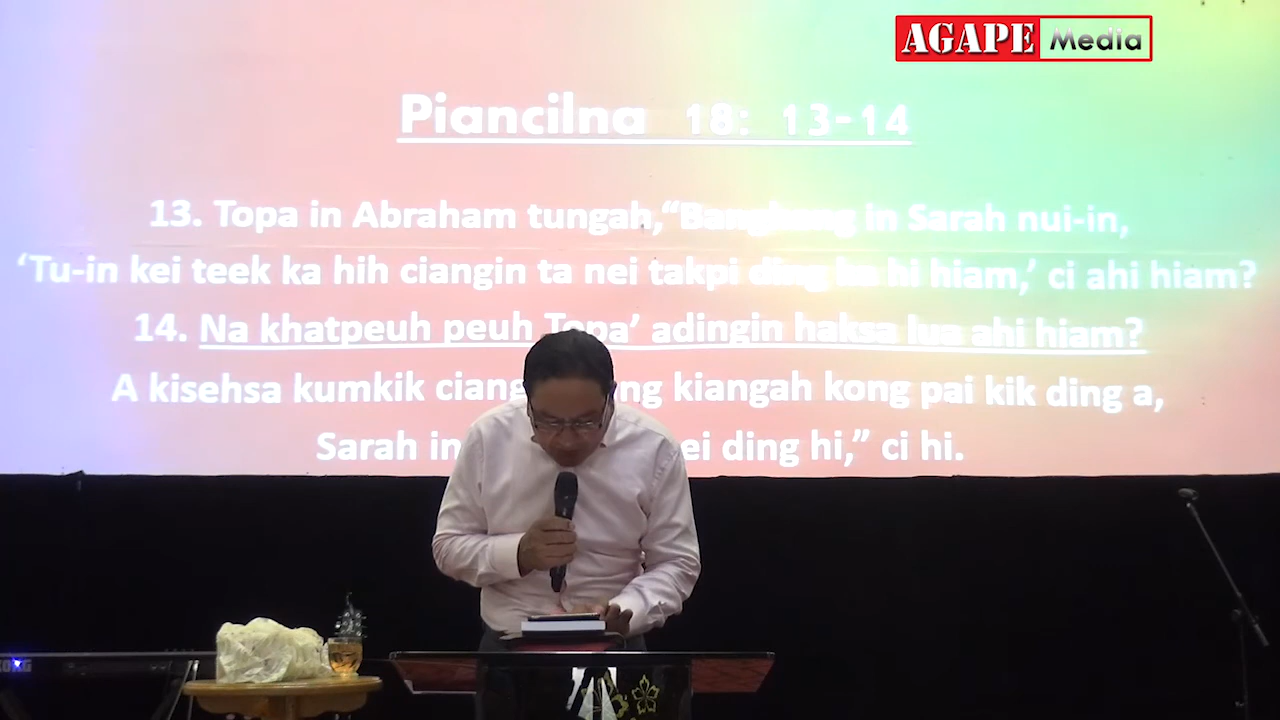 AGAPE Media
Piancilna 18: 13-14
13. Topa in Abraham tungah,“Banghang in Sarah nui-in,
‘Tu-in kei teek ka hih ciangin ta nei takpi ding ka hi hiam,’ ci ahi hiam?
14. Na khatpeuh peuh Topa’ adingin haksa lua ahi hiam?
A kisehsa kumkik kiangah kong pai kik ding a,
Sarah in ding hi,” ci hi.
KORG